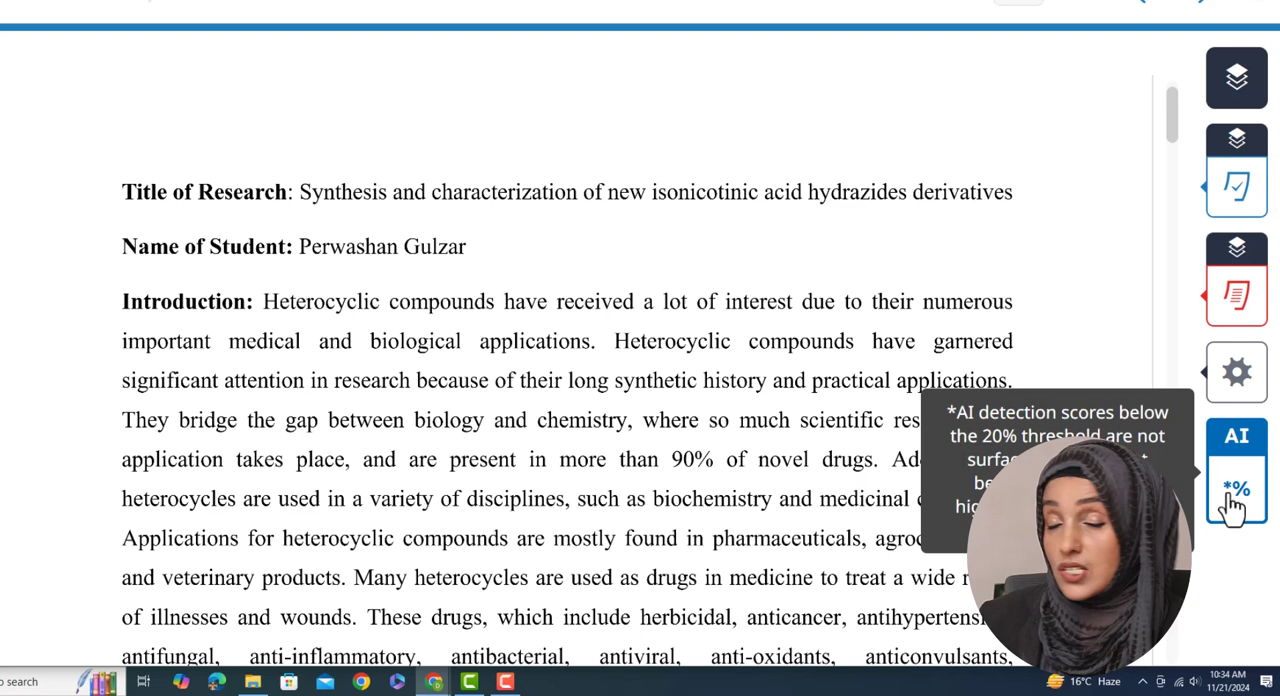 Title of Research: Synthesis and characterization of new isonicotinic acid hydrazides derivatives
Name of Student: Perwashan Gulzar
Introduction: Heterocyclic compounds have received a lot of interest due to their numerous
important medical and biological applications. Heterocyclic compounds have garnered
significant attention in research because of their long synthetic history and practical applications.
They bridge the gap between biology and chemistry, where so much scientific
application takes place, and are present in more than 90% of novel drugs.
heterocycles are used in a variety of disciplines, such as biochemistry and medicinal
Applications for heterocyclic compounds are mostly found in pharmaceuticals,
and veterinary products. Many heterocycles are used as drugs in medicine to treat a wide
of illnesses and wounds. These drugs, which include herbicidal, anticancer,
antifungal, anti-inflammatory, antibacterial, antiviral, anti-oxidants, anticonvulsants,
*AI detection scores below
the 20% threshold are not
AI
*%
search
16°C Haze
10:34 AM
11/21/2024